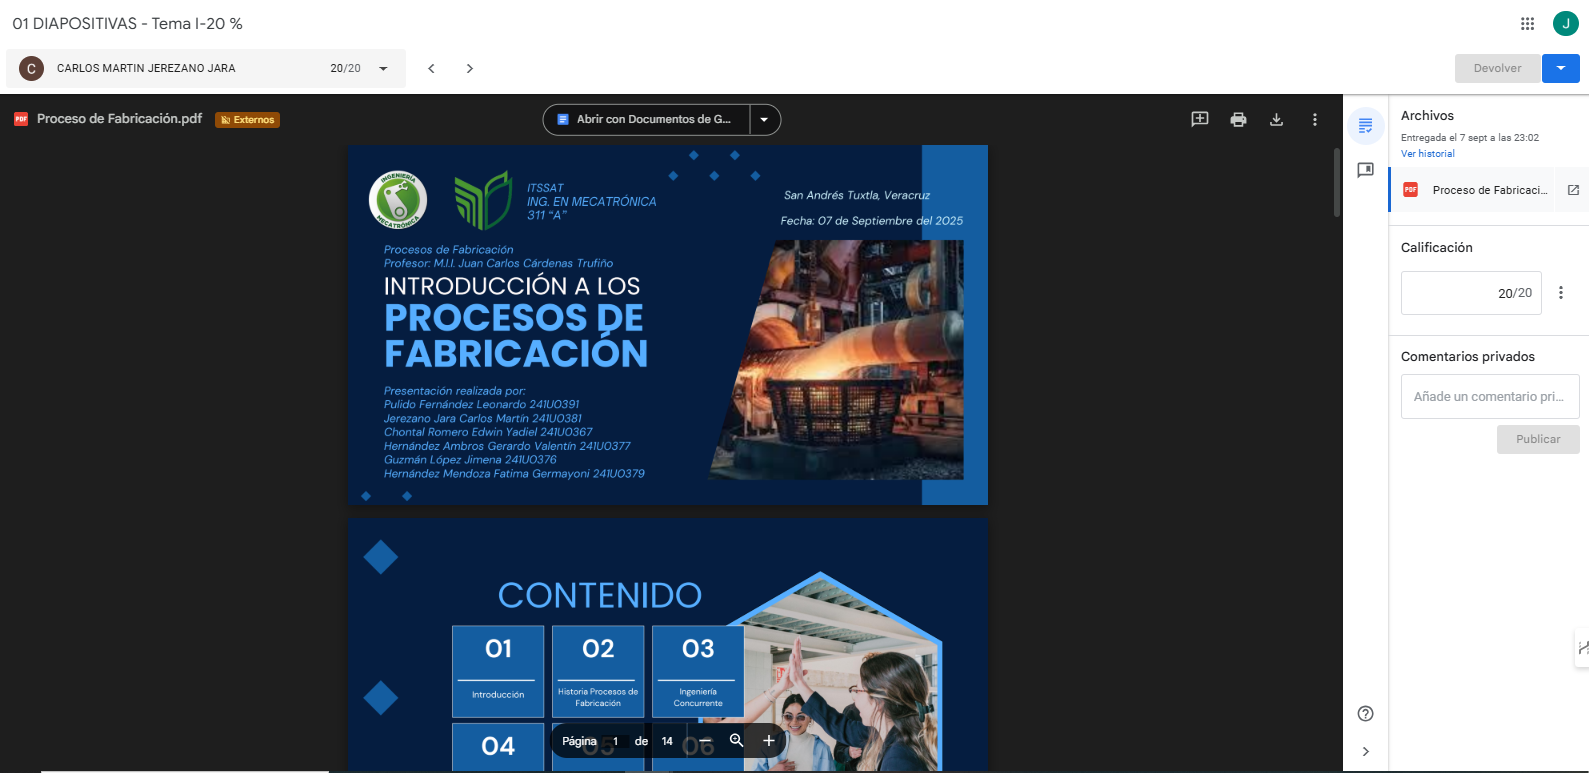 01 DIAPOSITIVAS - Tema I-20 %
J
C
CARLOS MARTIN JEREZANO JARA
20/20
Devolver
PDF
Proceso de Fabricación.pdf
Externos
Abrir con Documentos de G...
INGENIERÍA
MECATRÓNICA
ITSSAT
ING. EN MECATRÓNICA
311 “A”
San Andrés Tuxtla, Veracruz
Fecha: 07 de Septiembre del 2025
Procesos de Fabricación
Profesor: M.I.I. Juan Carlos Cárdenas Trufiño
INTRODUCCIÓN A LOS
PROCESOS DE
FABRICACIÓN
Presentación realizada por:
Pulido Fernández Leonardo 241U0391
Jerezano Jara Carlos Martín 241U0381
Chontal Romero Edwin Yadiel 241U0367
Hernández Ambros Gerardo Valentín 241U0377
Guzmán López Jimena 241U0376
Hernández Mendoza Fatima Germayoni 241U0379
CONTENIDO
01
Introducción
02
Historia Procesos de
Fabricación
03
Ingeniería
Concurrente
04
05
06
Página 1 de 14
Archivos
Entregada el 7 sept a las 23:02
Ver historial
PDF
Proceso de Fabricaci...
Calificación
20/20
Comentarios privados
Añade un comentario pri...
Publicar